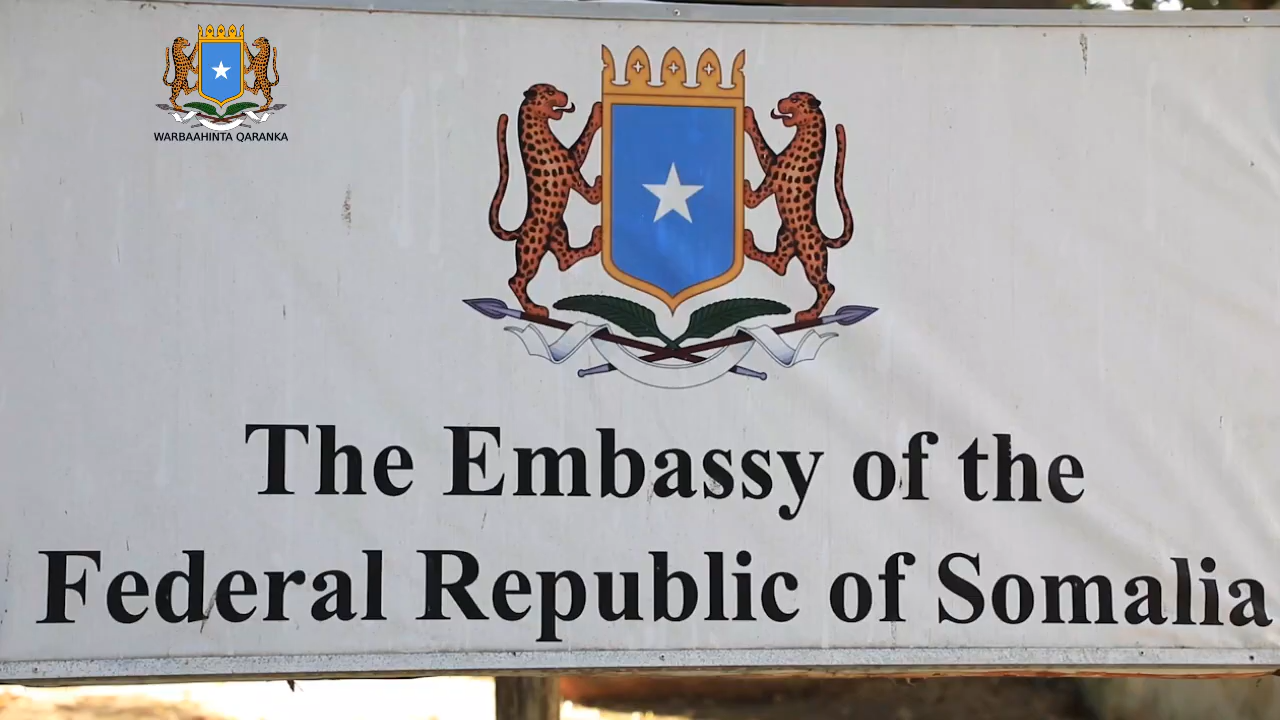 WARBAAHINTA QARANKA
The Embassy of the
Federal Republic of Somalia